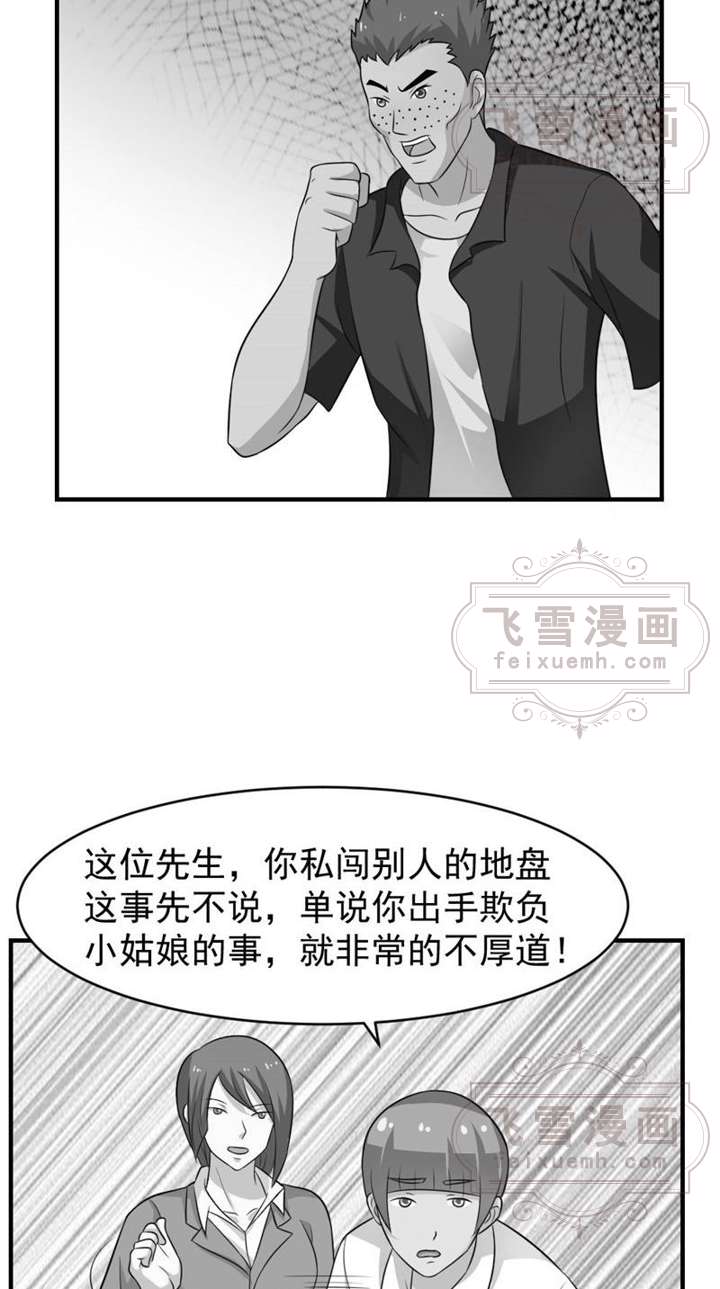 飞雪漫画
飞雪漫画
feixuemh.com
这位先生，你私闯别人的地盘
这事先不说，单说你出手欺负
小姑娘的事，就非常的不厚道！
飞雪漫画
feixuemh.com